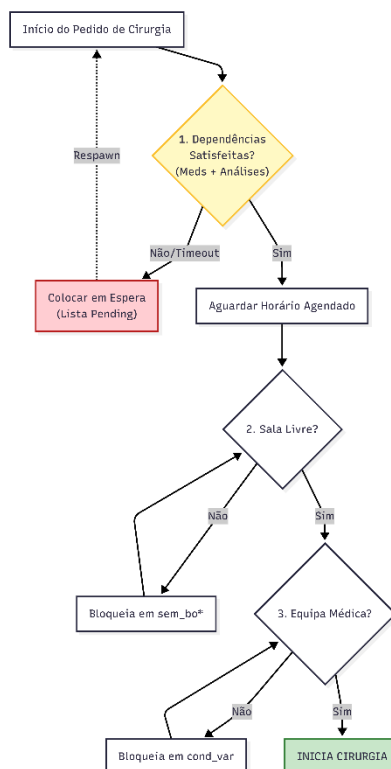 Início do Pedido de Cirurgia
1. Dependências
Satisfeitas?
(Meds + Análises)
Respawn
Não/Timeout
Sim
Colocar em Espera
(Lista Pending)
Aguardar Horário Agendado
2. Sala Livre?
Não
Sim
Bloqueia em sem_bo*
3. Equipa Médica?
Não
Sim
Bloqueia em cond_var
INICIA CIRURGIA